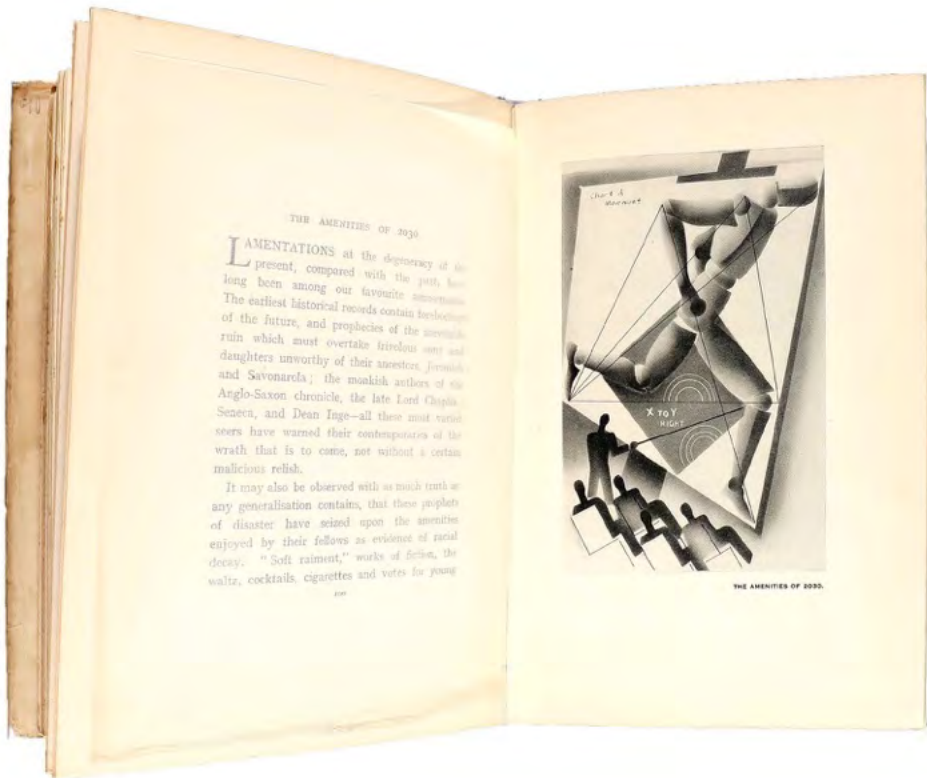 THE AMENITIES OF 2030
LAMENTATIONS at the degeneracy of the
present, compared with the past, have
long been among our favourite
The earliest historical records contain
of the future, and prophecies of the
ruin which must overtake frivolous sons and
daughters unworthy of their ancestors. Jeremiah
and Savonarola; the monkish authors of the
Anglo-Saxon chronicle, the late Lord Chaplin,
Seneca, and Dean Inge—all these most varied
seers have warned their contemporaries of the
wrath that is to come, not without a certain
malicious relish.
It may also be observed with as much truth as
any generalisation contains, that these prophets
of disaster have seized upon the amenities
enjoyed by their fellows as evidence of racial
decay. "Soft raiment," works of fiction, the
waltz, cocktails, cigarettes and votes for young
X TO Y
RIGHT
THE AMENITIES OF 2030.